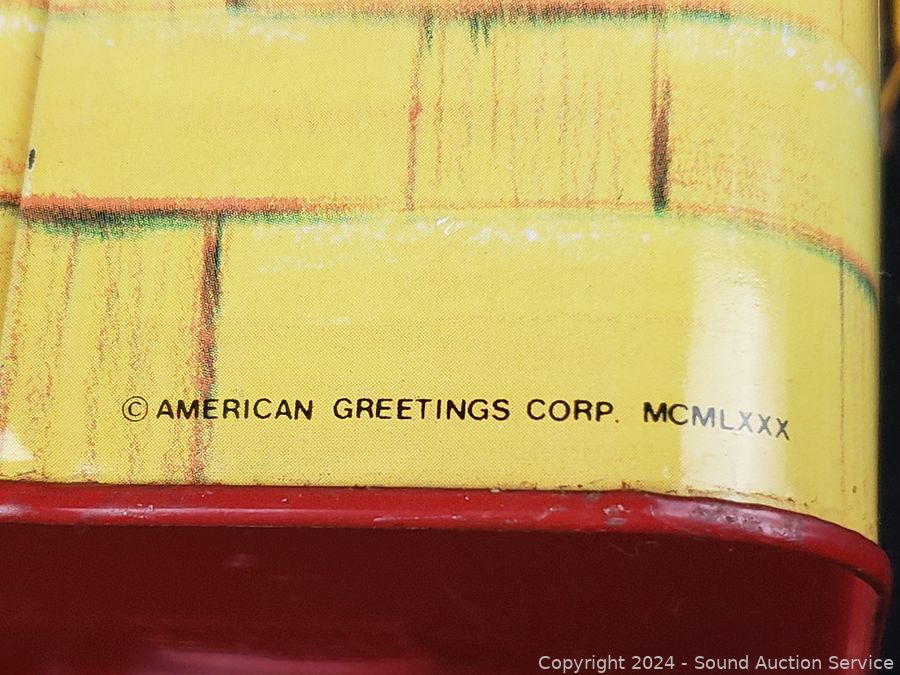 © AMERICAN GREETINGS CORP. MCMLXXX
Copyright 2024 - Sound Auction Service